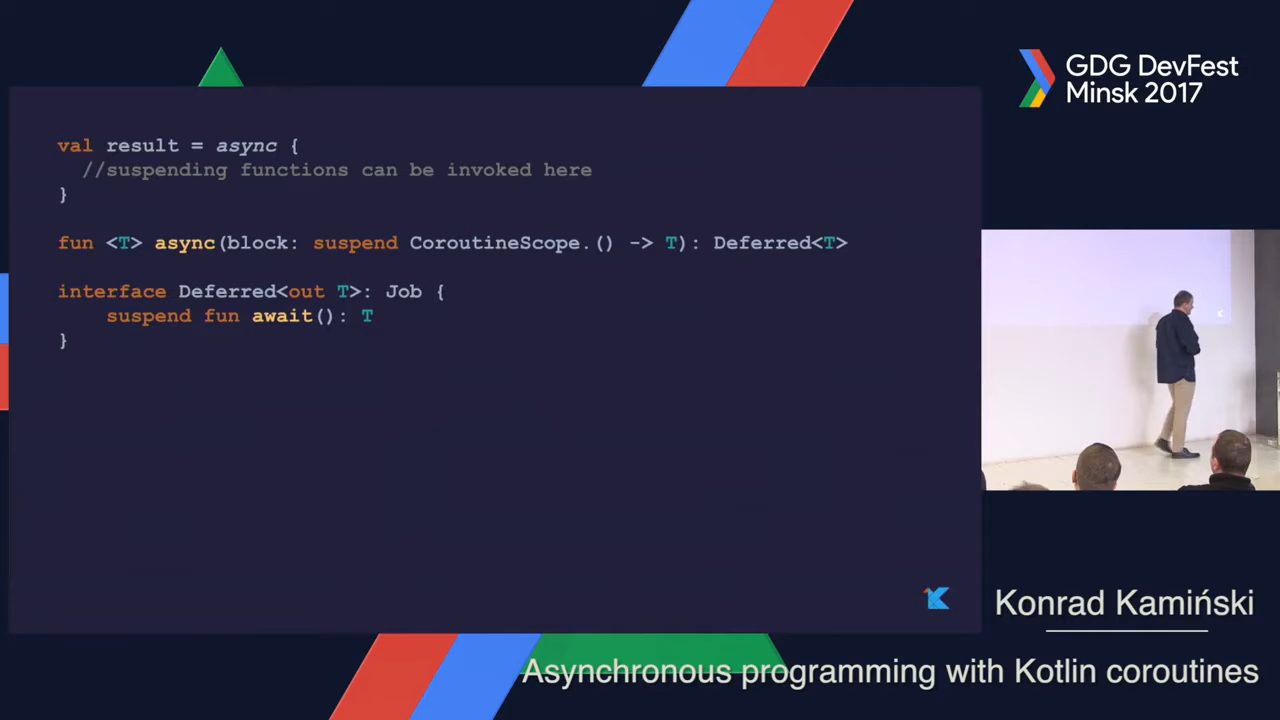 GDG DevFest
Minsk 2017
val result = async {
  //suspending functions can be invoked here
}
fun <T> async(block: suspend CoroutineScope.() -> T): Deferred<T>
interface Deferred<out T>: Job {
    suspend fun await(): T
}
Konrad Kamiński
Asynchronous programming with Kotlin coroutines